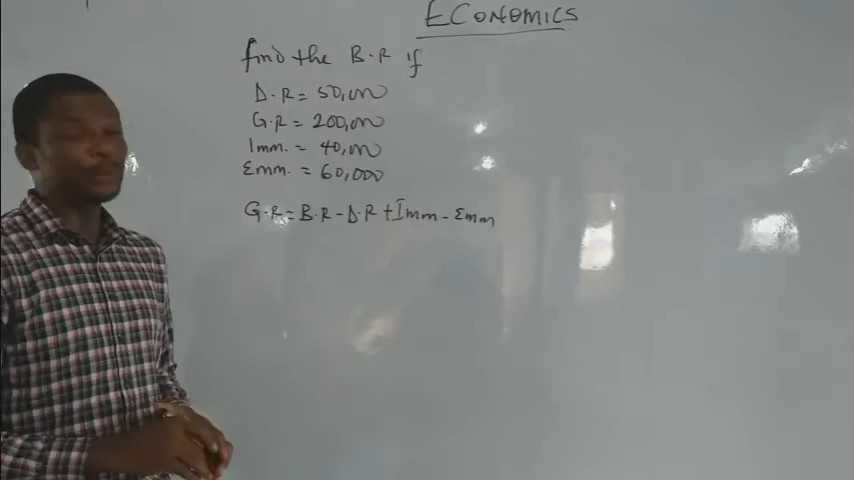 ECONOMICS
find the B.R if
D.R = 50,000
G.R = 200,000
Imm. = 40,000
Emm. = 60,000
G.R = B.R - D.R + Imm - Emm